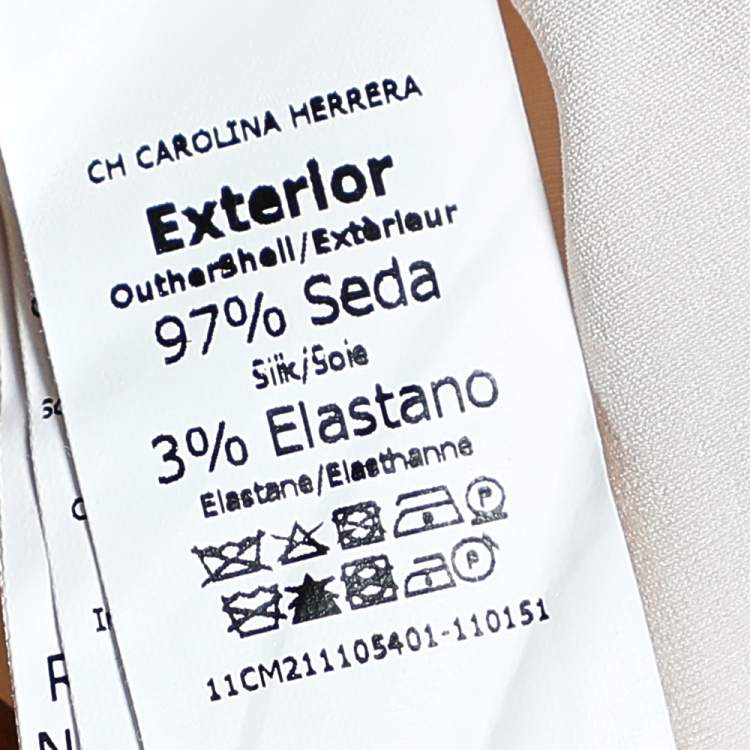 CH CAROLINA HERRERA
Exterior
OutherShell/Extèrieur
97% Seda
Silk/Soie
3% Elastano
Elastane/Elasthanne
P
P
11CM211105401-110151